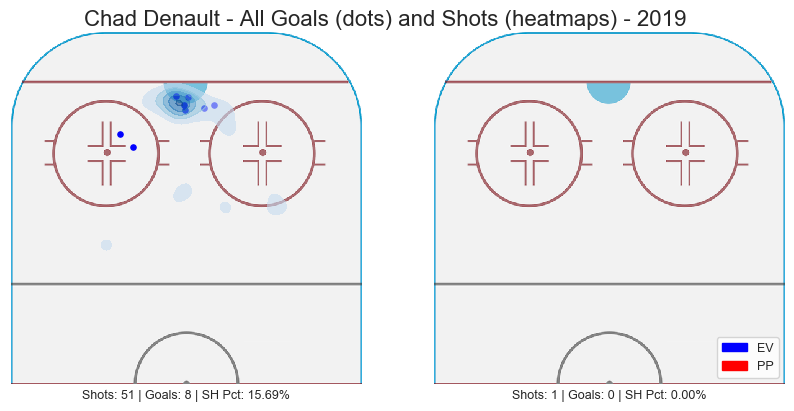 Chad Denault - All Goals (dots) and Shots (heatmaps) - 2019
EV
PP
Shots: 51 | Goals: 8 | SH Pct: 15.69%
Shots: 1 | Goals: 0 | SH Pct: 0.00%